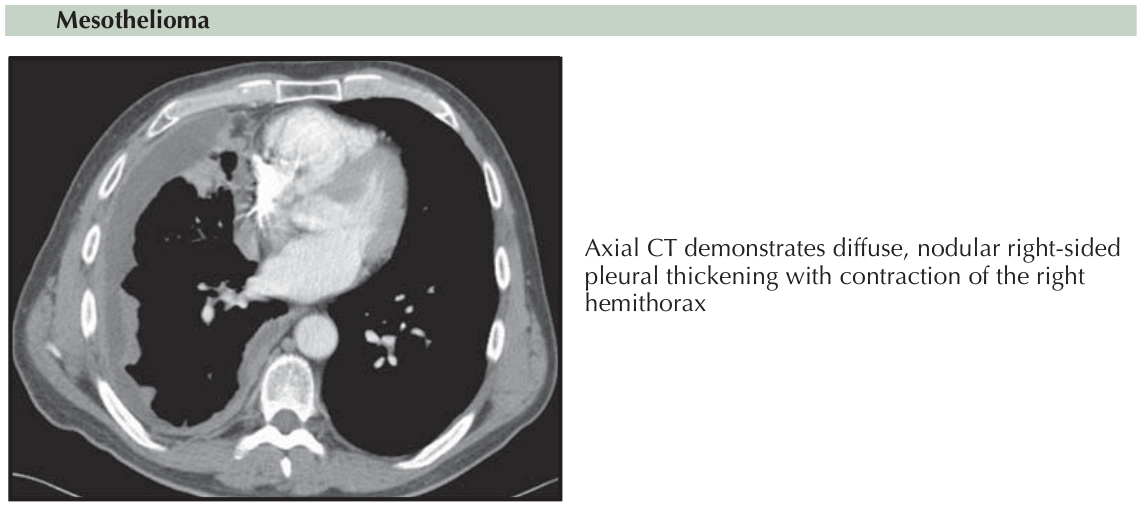 Mesothelioma
Axial CT demonstrates diffuse, nodular right-sided
pleural thickening with contraction of the right
hemithorax